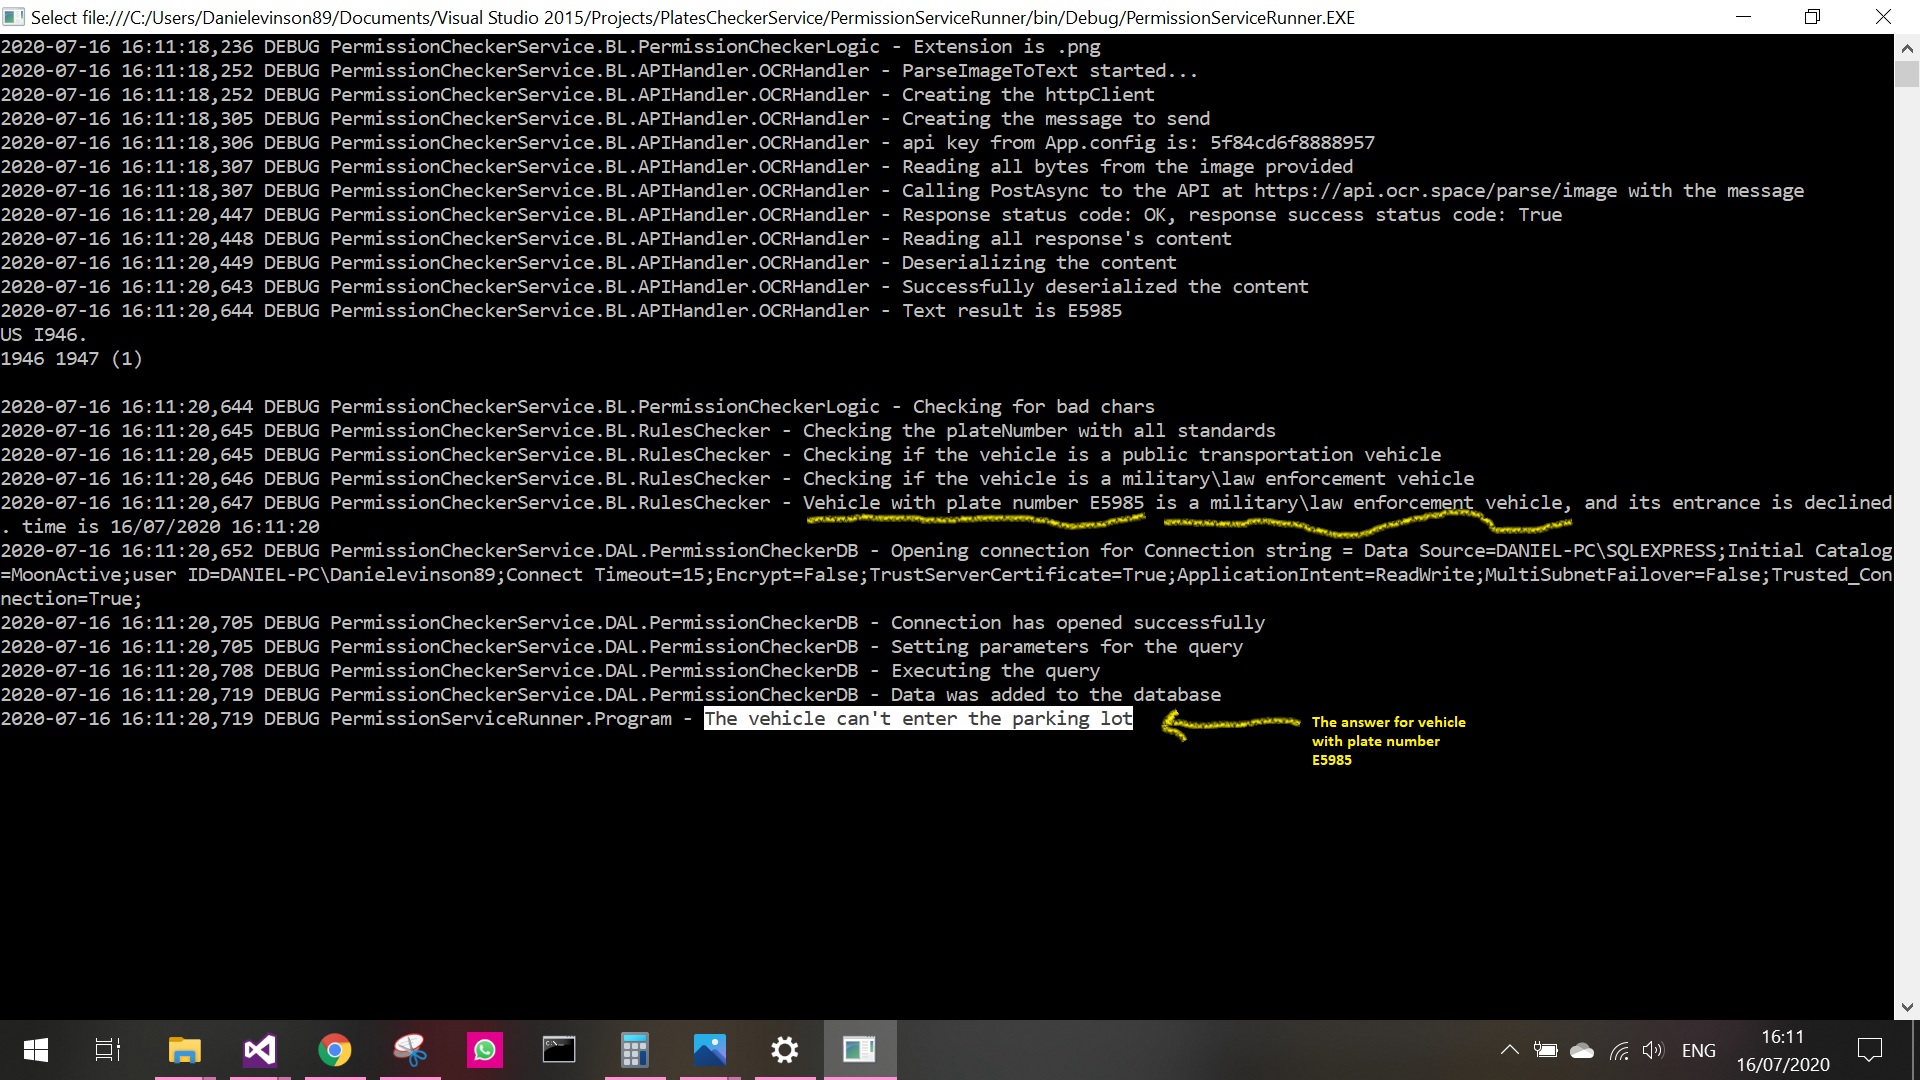 Select file:///C:/Users/Danielevinson89/Documents/Visual Studio 2015/Projects/PlatesCheckerService/PermissionServiceRunner/bin/Debug/PermissionServiceRunner.EXE
2020-07-16 16:11:18,236 DEBUG PermissionCheckerService.BL.PermissionCheckerLogic - Extension is .png
2020-07-16 16:11:18,252 DEBUG PermissionCheckerService.BL.APIHandler.OCRHandler - ParseImageToText started...
2020-07-16 16:11:18,252 DEBUG PermissionCheckerService.BL.APIHandler.OCRHandler - Creating the httpClient
2020-07-16 16:11:18,305 DEBUG PermissionCheckerService.BL.APIHandler.OCRHandler - Creating the message to send
2020-07-16 16:11:18,306 DEBUG PermissionCheckerService.BL.APIHandler.OCRHandler - api key from App.config is: 5f84cd6f8888957
2020-07-16 16:11:18,307 DEBUG PermissionCheckerService.BL.APIHandler.OCRHandler - Reading all bytes from the image provided
2020-07-16 16:11:18,307 DEBUG PermissionCheckerService.BL.APIHandler.OCRHandler - Calling PostAsync to the API at https://api.ocr.space/parse/image with the message
2020-07-16 16:11:20,447 DEBUG PermissionCheckerService.BL.APIHandler.OCRHandler - Response status code: OK, response success status code: True
2020-07-16 16:11:20,448 DEBUG PermissionCheckerService.BL.APIHandler.OCRHandler - Reading all response's content
2020-07-16 16:11:20,449 DEBUG PermissionCheckerService.BL.APIHandler.OCRHandler - Deserializing the content
2020-07-16 16:11:20,643 DEBUG PermissionCheckerService.BL.APIHandler.OCRHandler - Successfully deserialized the content
2020-07-16 16:11:20,644 DEBUG PermissionCheckerService.BL.APIHandler.OCRHandler - Text result is E5985
US I946.
1946 1947 (1)
2020-07-16 16:11:20,644 DEBUG PermissionCheckerService.BL.PermissionCheckerLogic - Checking for bad chars
2020-07-16 16:11:20,645 DEBUG PermissionCheckerService.BL.RulesChecker - Checking the plateNumber with all standards
2020-07-16 16:11:20,645 DEBUG PermissionCheckerService.BL.RulesChecker - Checking if the vehicle is a public transportation vehicle
2020-07-16 16:11:20,646 DEBUG PermissionCheckerService.BL.RulesChecker - Checking if the vehicle is a military\law enforcement vehicle
2020-07-16 16:11:20,647 DEBUG PermissionCheckerService.BL.RulesChecker - Vehicle with plate number E5985 is a military\law enforcement vehicle, and its entrance is declined
. time is 16/07/2020 16:11:20
2020-07-16 16:11:20,652 DEBUG PermissionCheckerService.DAL.PermissionCheckerDB - Opening connection for Connection string = Data Source=DANIEL-PC\SQLEXPRESS;Initial Catalog
=MoonActive;user ID=DANIEL-PC\Danielevinson89;Connect Timeout=15;Encrypt=False;TrustServerCertificate=True;ApplicationIntent=ReadWrite;MultiSubnetFailover=False;Trusted_Con
nection=True;
2020-07-16 16:11:20,705 DEBUG PermissionCheckerService.DAL.PermissionCheckerDB - Connection has opened successfully
2020-07-16 16:11:20,705 DEBUG PermissionCheckerService.DAL.PermissionCheckerDB - Setting parameters for the query
2020-07-16 16:11:20,708 DEBUG PermissionCheckerService.DAL.PermissionCheckerDB - Executing the query
2020-07-16 16:11:20,719 DEBUG PermissionCheckerService.DAL.PermissionCheckerDB - Data was added to the database
2020-07-16 16:11:20,719 DEBUG PermissionServiceRunner.Program - The vehicle can't enter the parking lot
The answer for vehicle
with plate number
E5985
ENG
16:11
16/07/2020